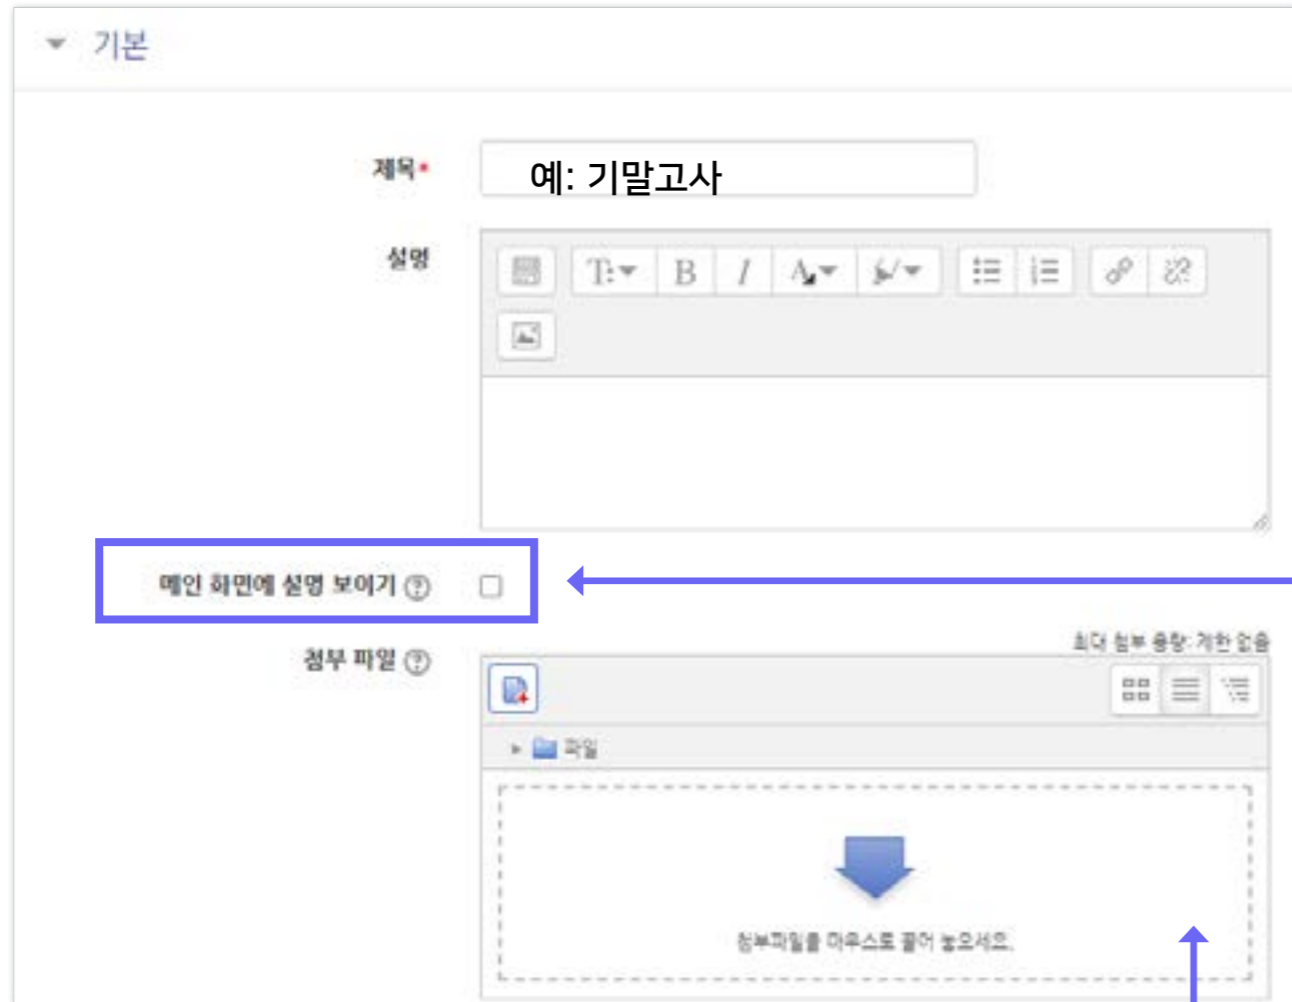 기본
제목*
예: 기말고사
설명
메인 화면에 설명 보이기
첨부 파일
최대 첨부 용량: 제한 없음
파일
첨부파일을 마우스로 끌어 놓으세요.